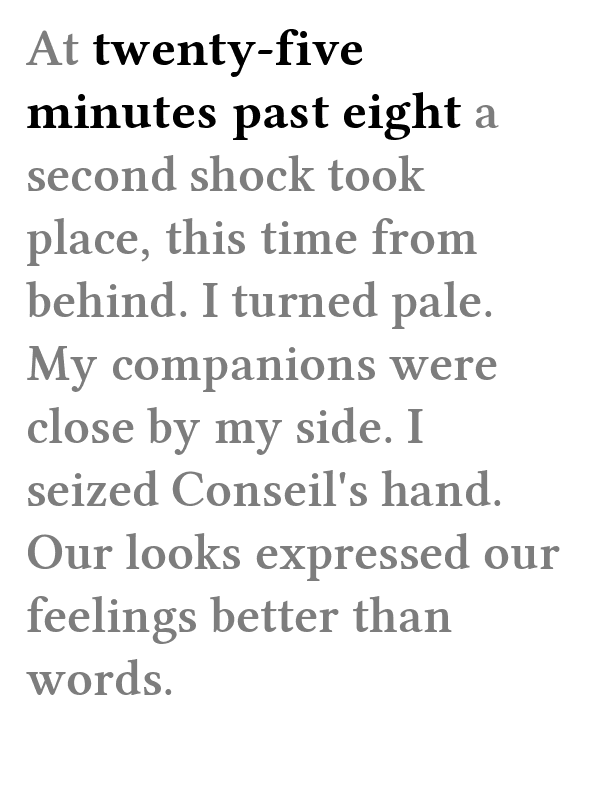 At twenty-five
minutes past eight a
second shock took
place, this time from
behind. I turned pale.
My companions were
close by my side. I
seized Conseil's hand.
Our looks expressed our
feelings better than
words.